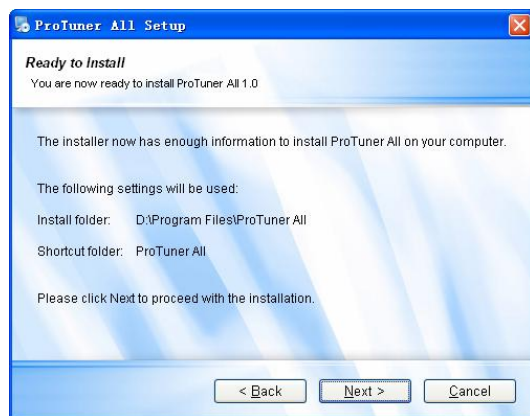 ProTuner All Setup
Ready to Install
You are now ready to install ProTuner All 1.0
The installer now has enough information to install ProTuner All on your computer.
The following settings will be used:
Install folder: D:\Program Files\ProTuner All
Shortcut folder: ProTuner All
Please click Next to proceed with the installation.
< Back Next > Cancel